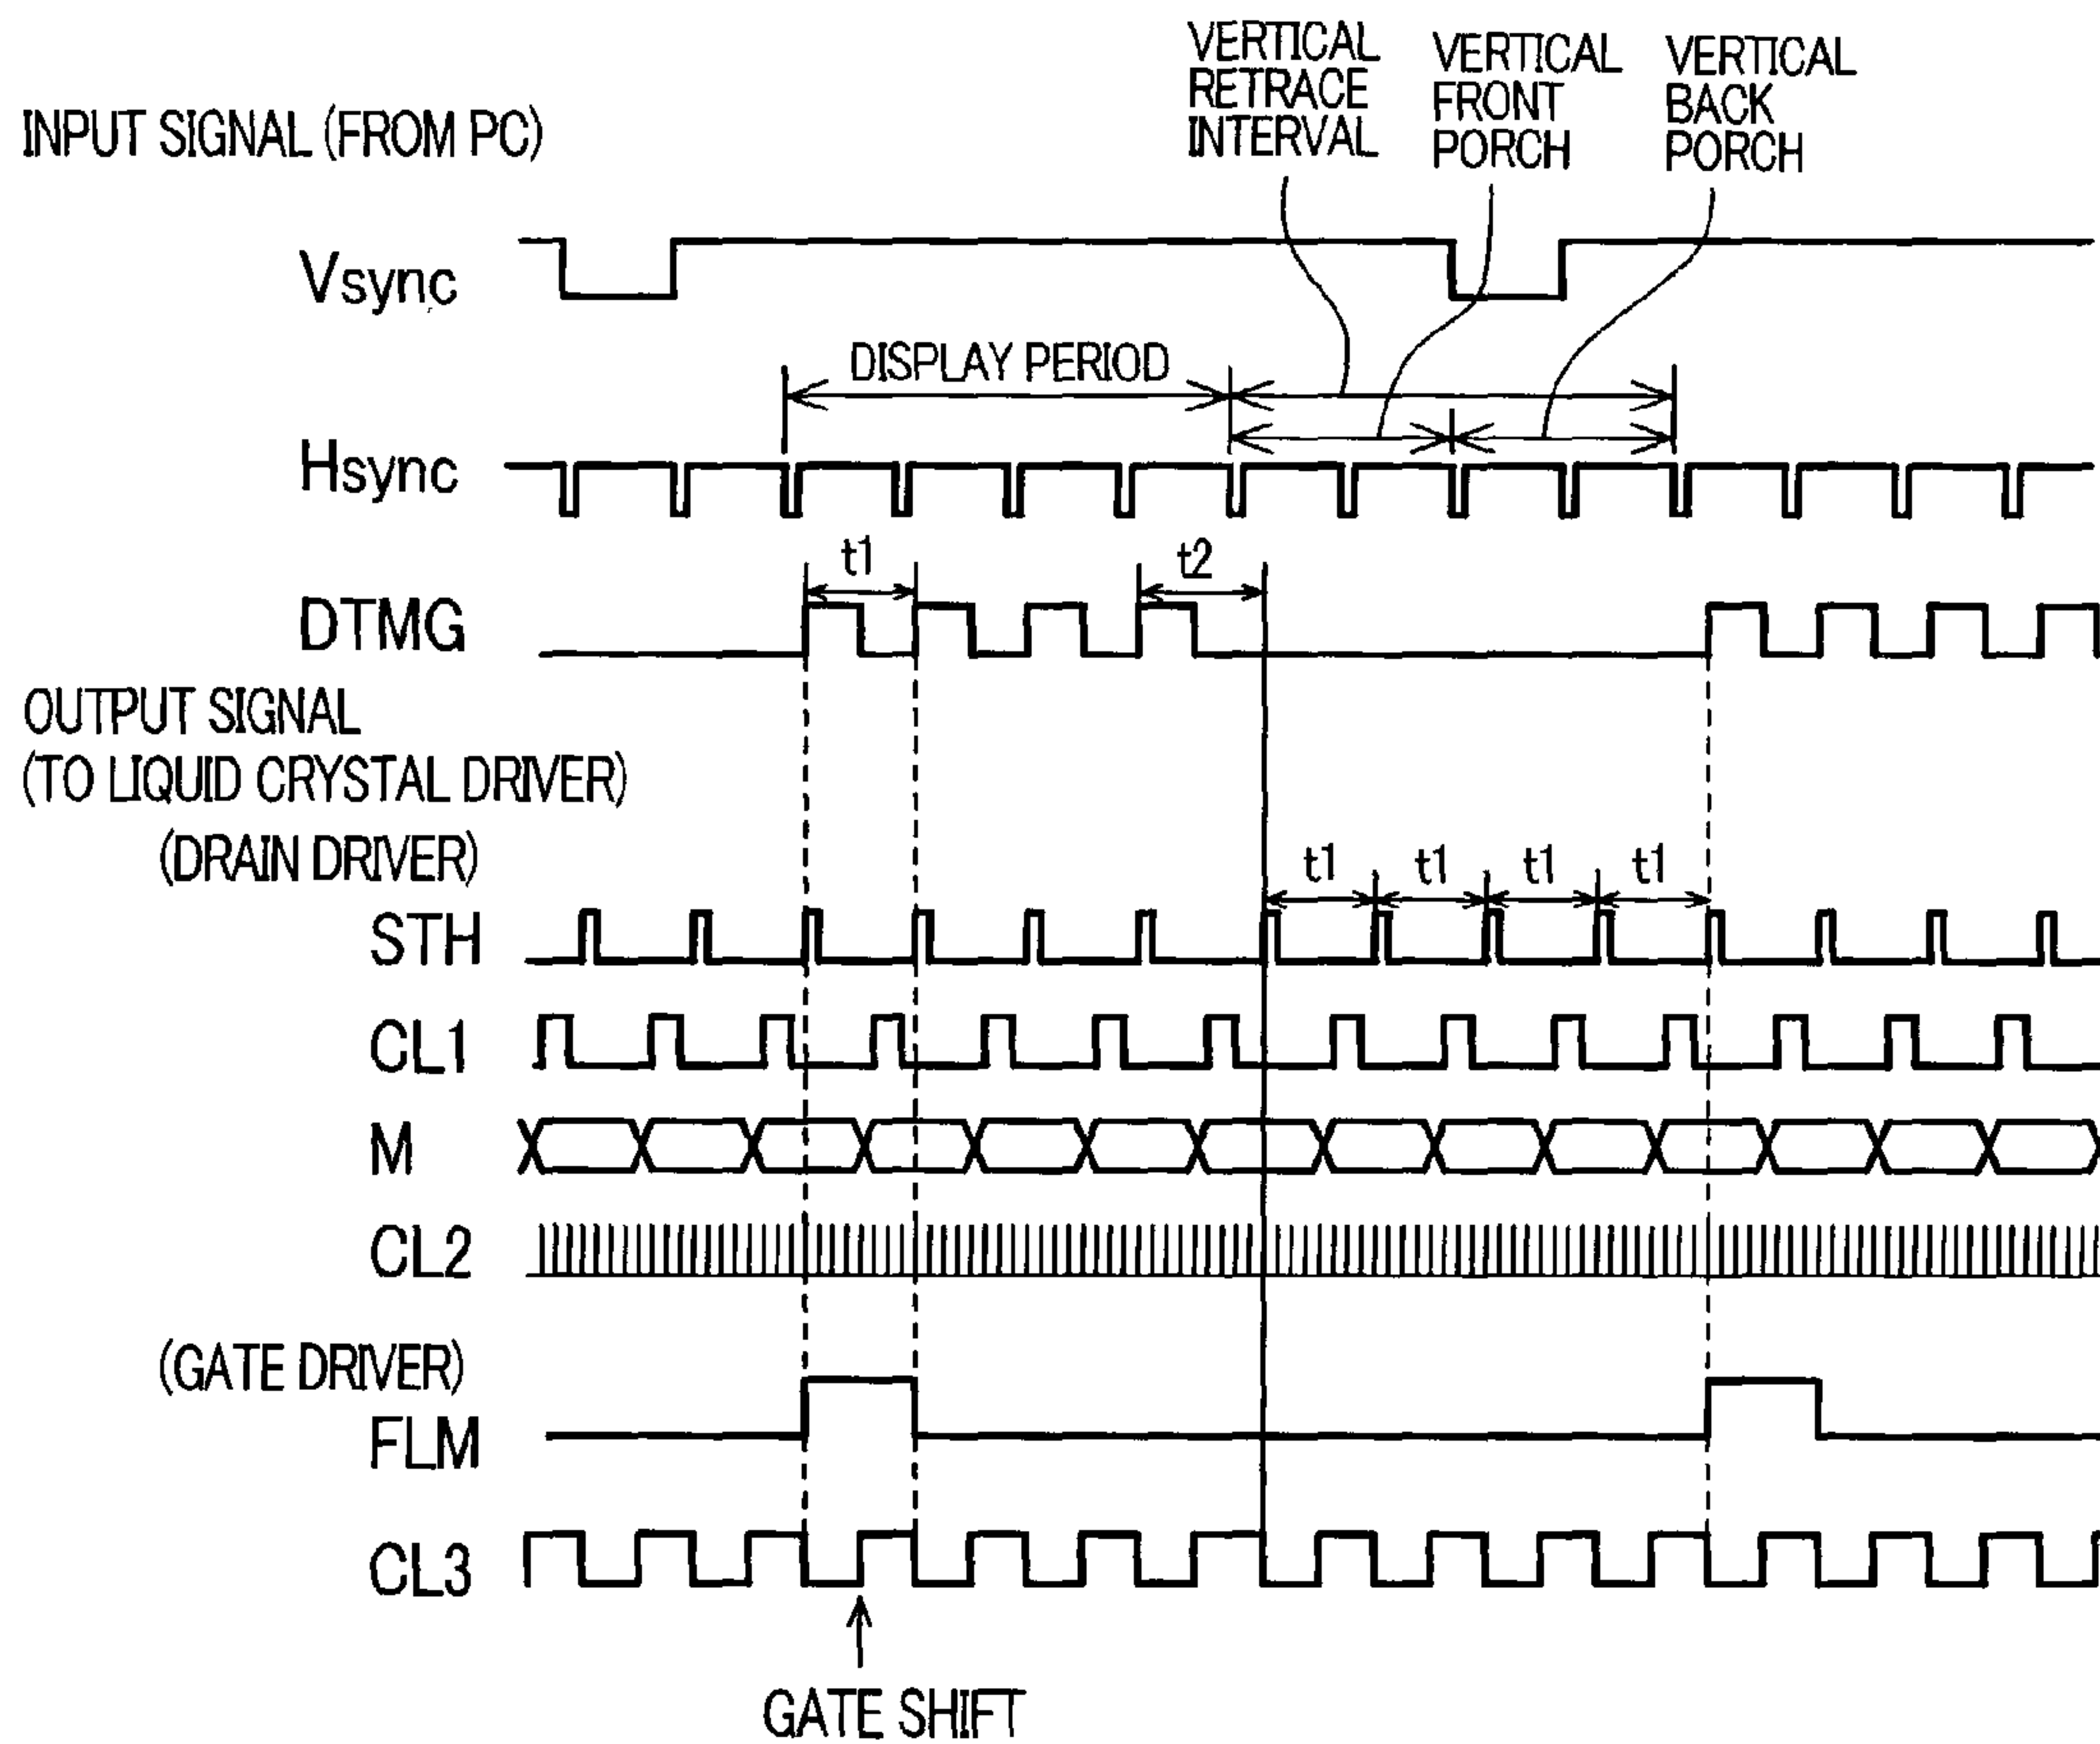 VERTICAL
RETRACE
INTERVAL
VERTICAL
FRONT
PORCH
VERTICAL
BACK
PORCH
INPUT SIGNAL (FROM PC)
Vsync
DISPLAY PERIOD
Hsync
t1
t2
DTMG
OUTPUT SIGNAL
(TO LIQUID CRYSTAL DRIVER)
(DRAIN DRIVER)
t1
t1
t1
t1
STH
CL1
M
CL2
(GATE DRIVER)
FLM
CL3
GATE SHIFT